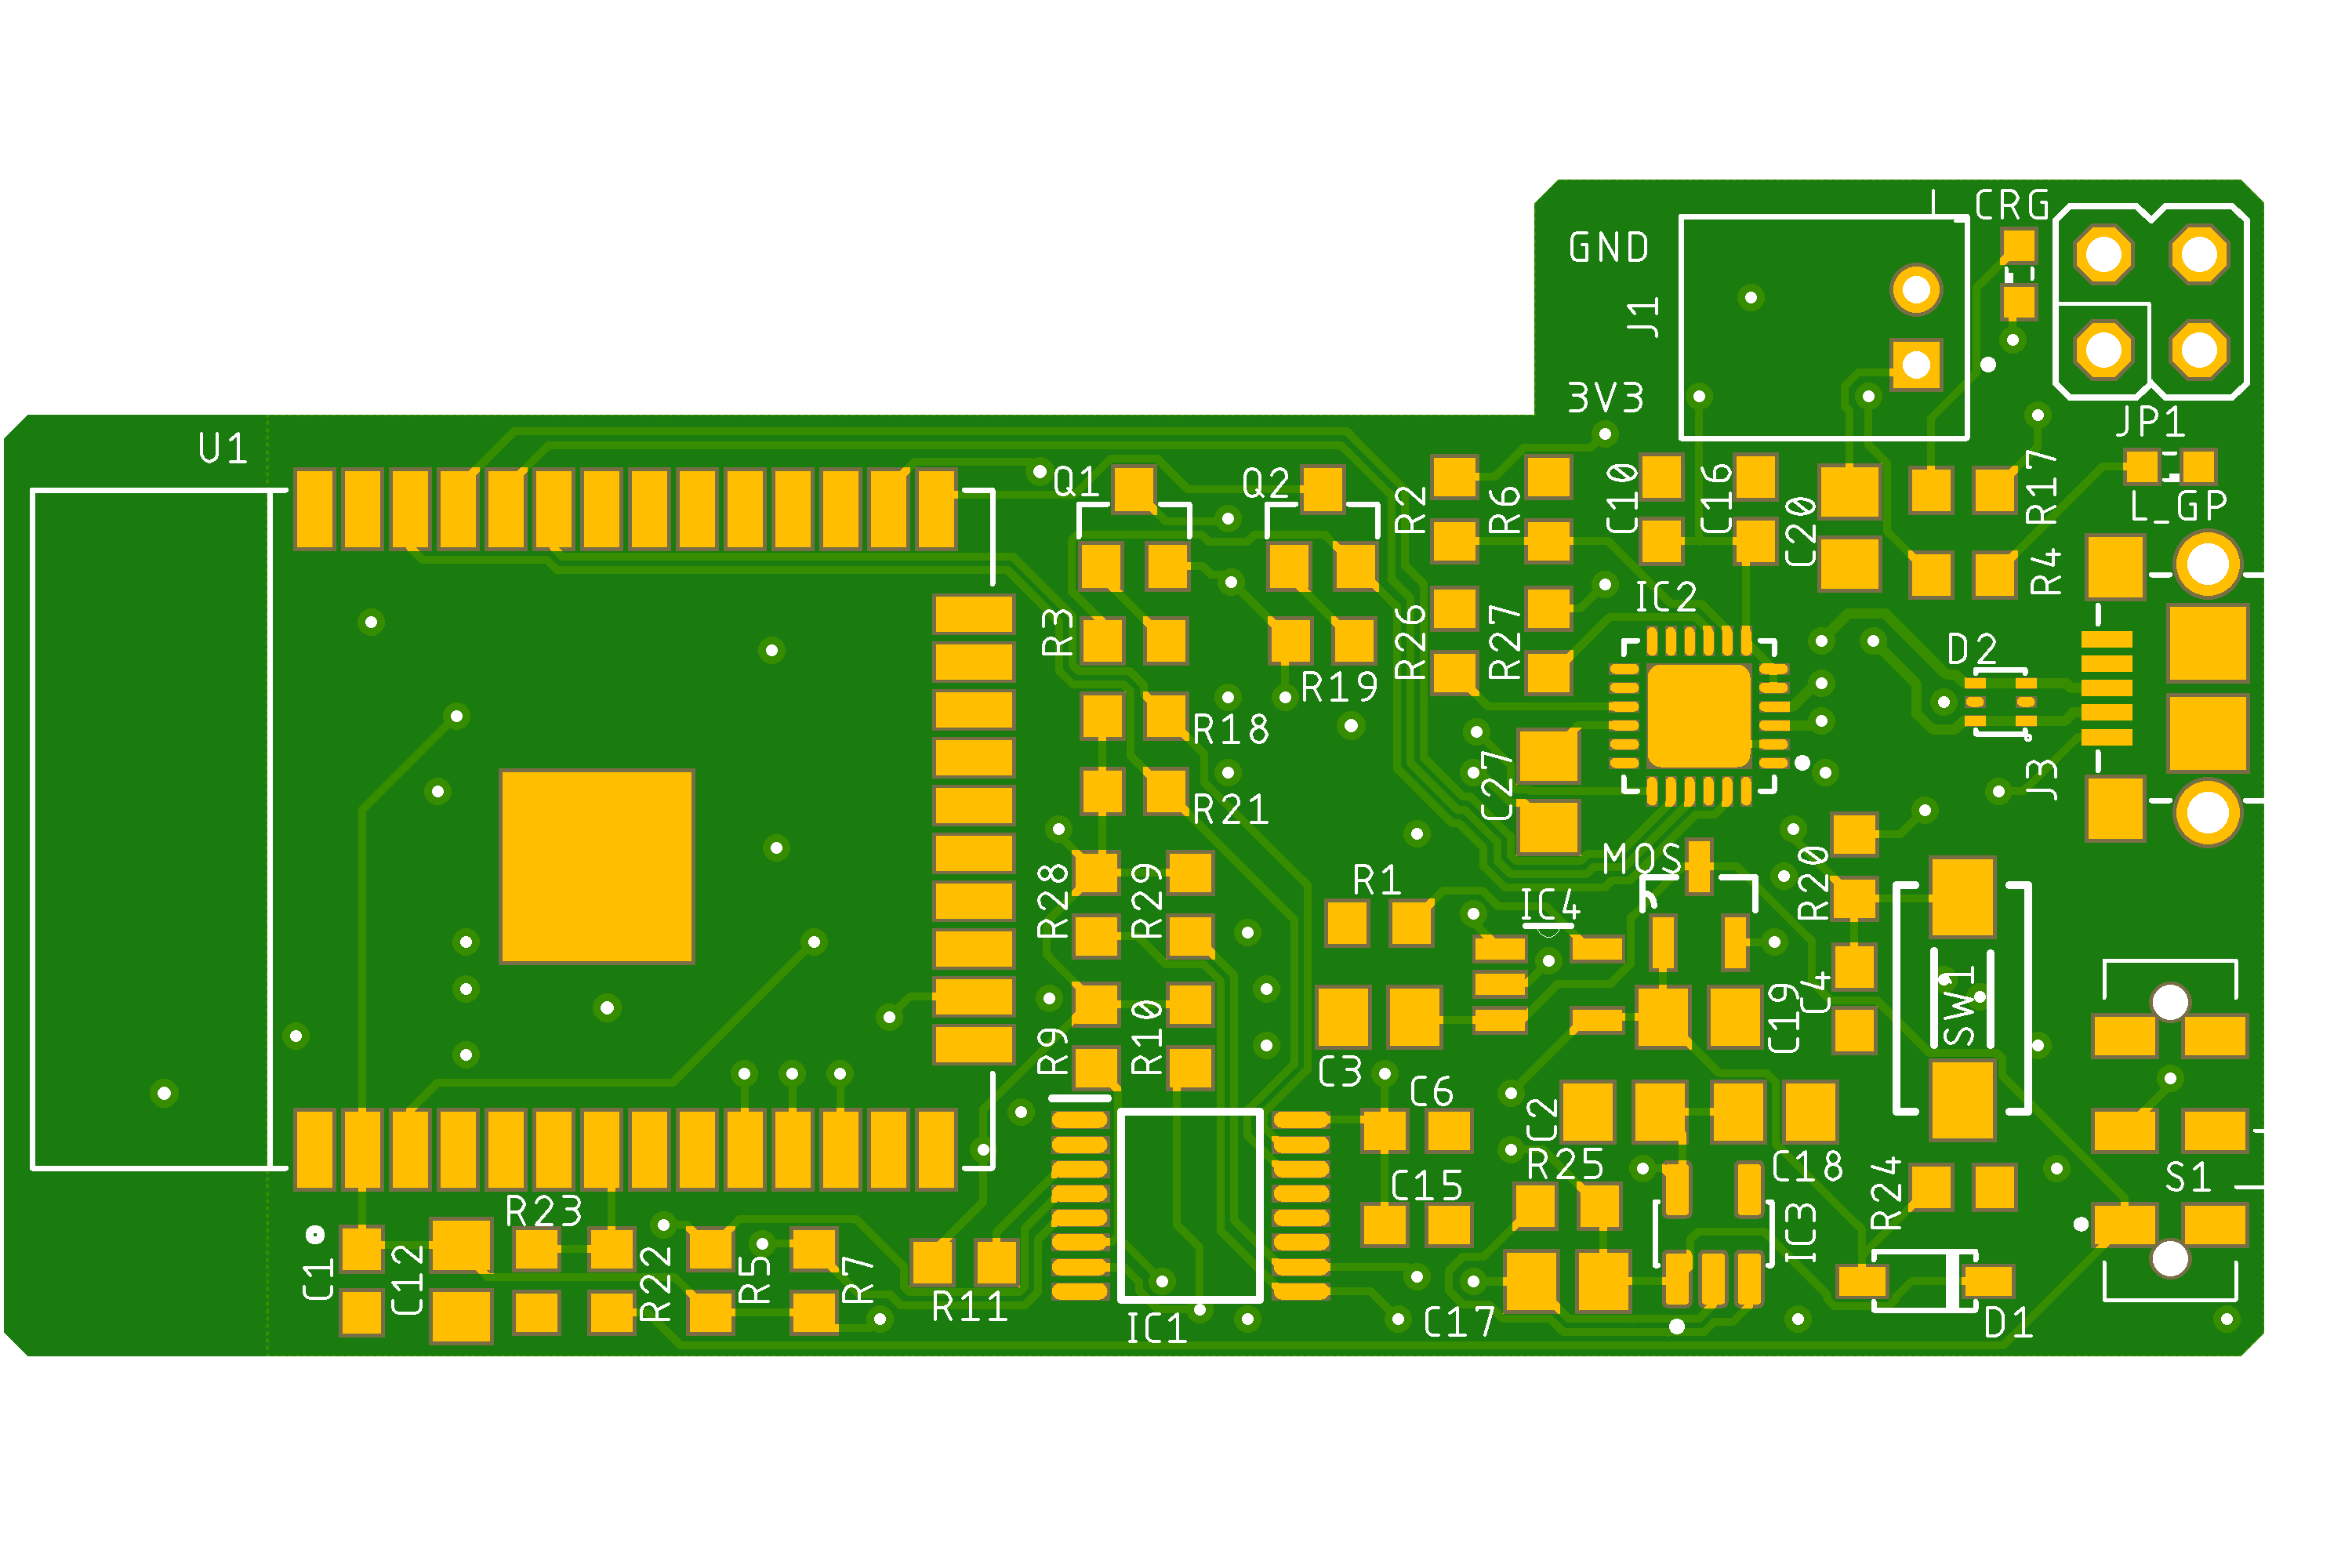 L_CRG
GND
J1
3V3
JP1
U1
Q1
Q2
R2
R6
C10
C16
C20
R17
L_GP
R4
R3
R26
R27
IC2
D2
R19
R18
C27
J3
R21
R28
R29
R1
MOS
IC4
R20
R9
R10
C3
C19
C4
SW1
C6
C2
R25
C18
C15
R24
S1
R23
C1
C12
R22
R5
R7
R11
IC1
C17
IC3
D1